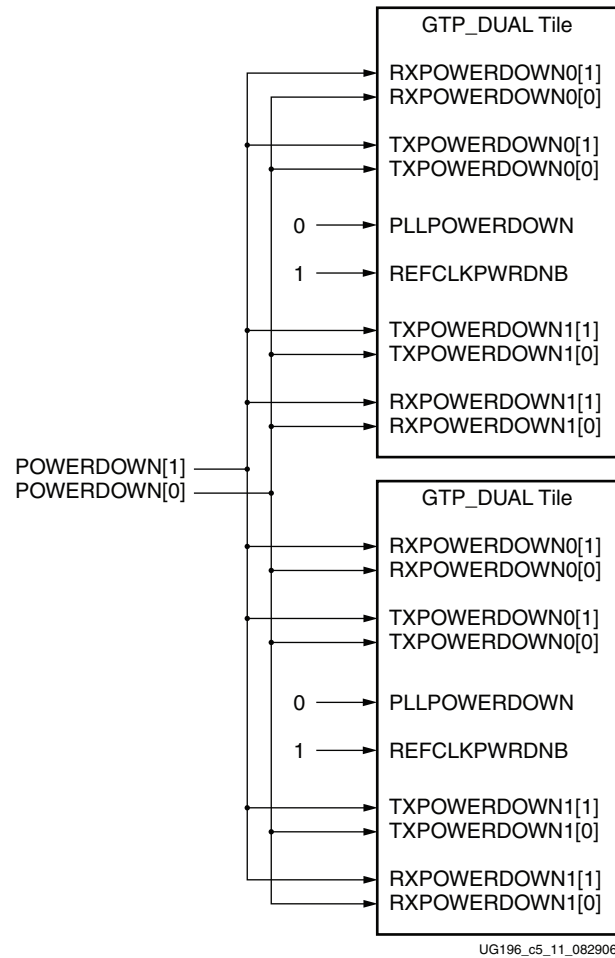 GTP_DUAL Tile
RXPOWERDOWN0[1]
RXPOWERDOWN0[0]
TXPOWERDOWN0[1]
TXPOWERDOWN0[0]
0
PLLPOWERDOWN
1
REFCLKPWRDNB
TXPOWERDOWN1[1]
TXPOWERDOWN1[0]
RXPOWERDOWN1[1]
RXPOWERDOWN1[0]
POWERDOWN[1]
POWERDOWN[0]
GTP_DUAL Tile
RXPOWERDOWN0[1]
RXPOWERDOWN0[0]
TXPOWERDOWN0[1]
TXPOWERDOWN0[0]
0
PLLPOWERDOWN
1
REFCLKPWRDNB
TXPOWERDOWN1[1]
TXPOWERDOWN1[0]
RXPOWERDOWN1[1]
RXPOWERDOWN1[0]
UG196_c5_11_082906